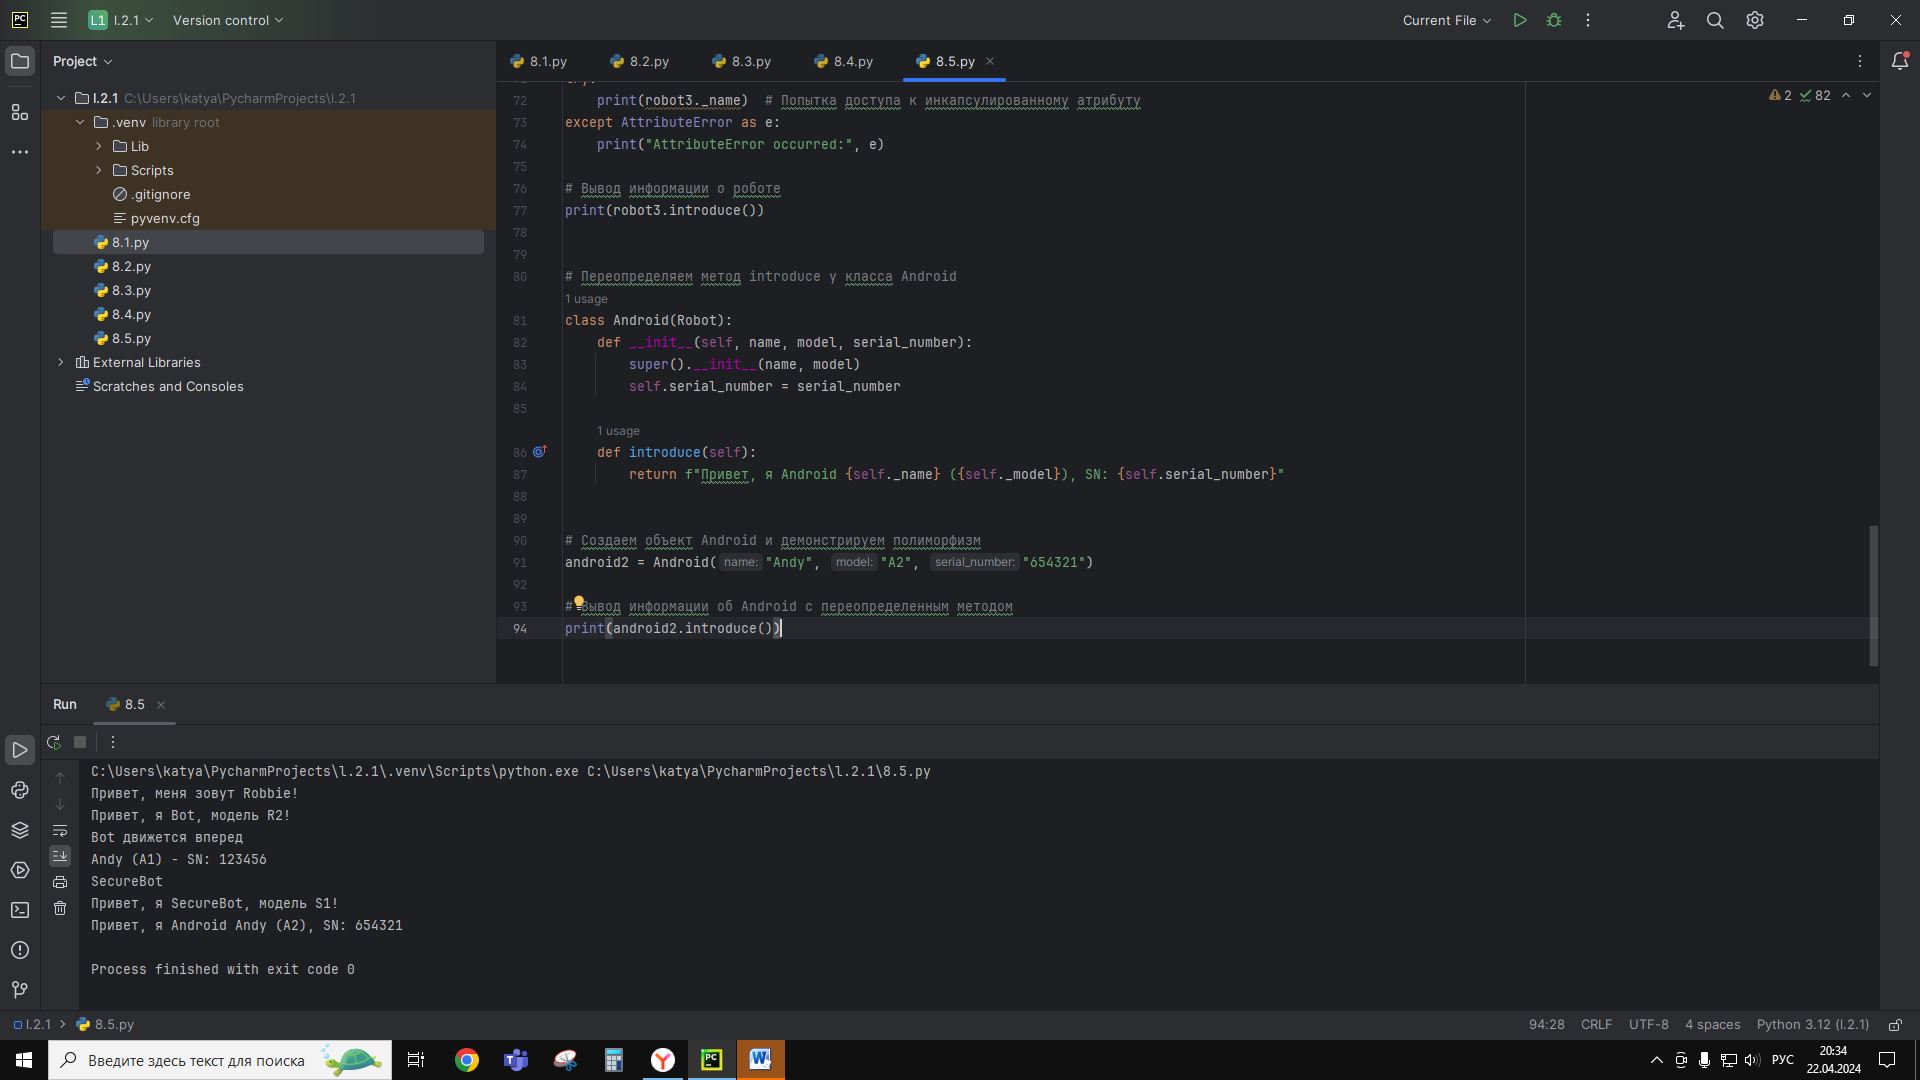 PC L1 l.2.1 Version control Current File
Project
8.1.py 8.2.py 8.3.py 8.4.py 8.5.py
l.2.1 C:\Users\katya\PycharmProjects\l.2.1
.venv library root
Lib
Scripts
.gitignore
pyvenv.cfg
8.1.py
8.2.py
8.3.py
8.4.py
8.5.py
External Libraries
Scratches and Consoles
2 82
72 print(robot3._name) # Попытка доступа к инкапсулированному атрибуту
73 except AttributeError as e:
74 print("AttributeError occurred:", e)
75
76 # Вывод информации о роботе
77 print(robot3.introduce())
78
79
80 # Переопределяем метод introduce у класса Android
1 usage
81 class Android(Robot):
82 def __init__(self, name, model, serial_number):
83 super().__init__(name, model)
84 self.serial_number = serial_number
85
1 usage
86 def introduce(self):
87 return f"Привет, я Android {self._name} ({self._model}), SN: {self.serial_number}"
88
89
90 # Создаем объект Android и демонстрируем полиморфизм
91 android2 = Android( name: "Andy", model: "A2", serial_number: "654321")
92
93 # Вывод информации об Android с переопределенным методом
94 print(android2.introduce())
Run 8.5
C:\Users\katya\PycharmProjects\l.2.1\.venv\Scripts\python.exe C:\Users\katya\PycharmProjects\l.2.1\8.5.py
Привет, меня зовут Robbie!
Привет, я Bot, модель R2!
Bot движется вперед
Andy (A1) - SN: 123456
SecureBot
Привет, я SecureBot, модель S1!
Привет, я Android Andy (A2), SN: 654321
Process finished with exit code 0
l.2.1 8.5.py 94:28 CRLF UTF-8 4 spaces Python 3.12 (l.2.1)
Введите здесь текст для поиска РУС 20:34
22.04.2024